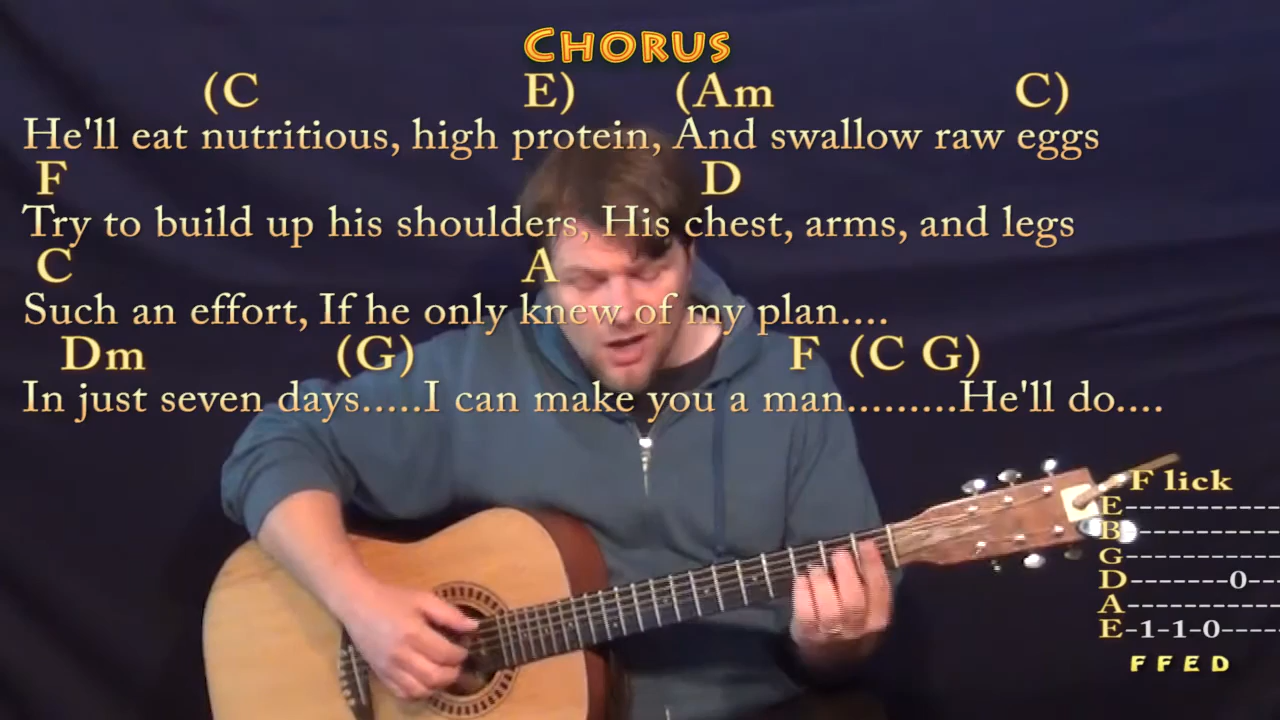 CHORUS
(C E) (Am C)
He'll eat nutritious, high protein, And swallow raw eggs
F D
Try to build up his shoulders, His chest, arms, and legs
C A
Such an effort, If he only knew of my plan....
Dm (G) F (C G)
In just seven days.....I can make you a man.........He'll do....
F lick
E-----------
B-----------
G-----------
D-------0--
A-----------
E-1-1-0----
F F E D